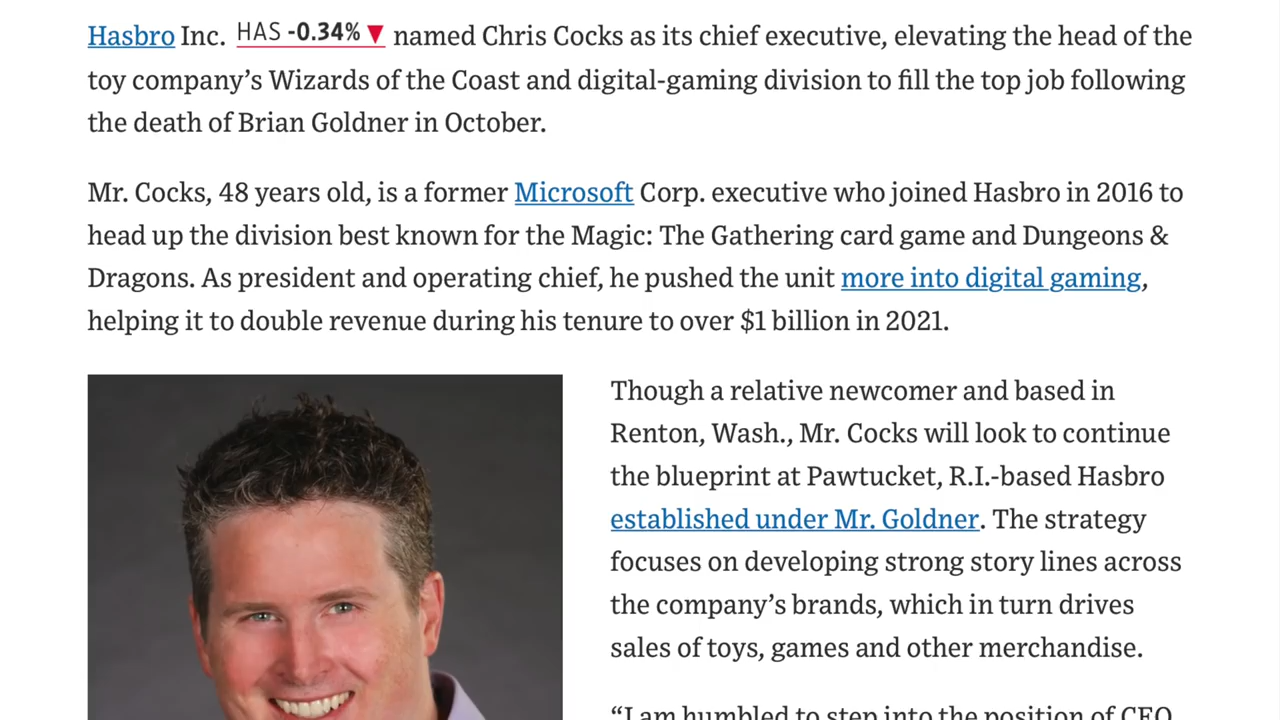 Hasbro Inc. HAS -0.34% ▼ named Chris Cocks as its chief executive, elevating the head of the
toy company’s Wizards of the Coast and digital-gaming division to fill the top job following
the death of Brian Goldner in October.
Mr. Cocks, 48 years old, is a former Microsoft Corp. executive who joined Hasbro in 2016 to
head up the division best known for the Magic: The Gathering card game and Dungeons &
Dragons. As president and operating chief, he pushed the unit more into digital gaming,
helping it to double revenue during his tenure to over $1 billion in 2021.
Though a relative newcomer and based in
Renton, Wash., Mr. Cocks will look to continue
the blueprint at Pawtucket, R.I.-based Hasbro
established under Mr. Goldner. The strategy
focuses on developing strong story lines across
the company’s brands, which in turn drives
sales of toys, games and other merchandise.
“I am humbled to step into the position of CEO